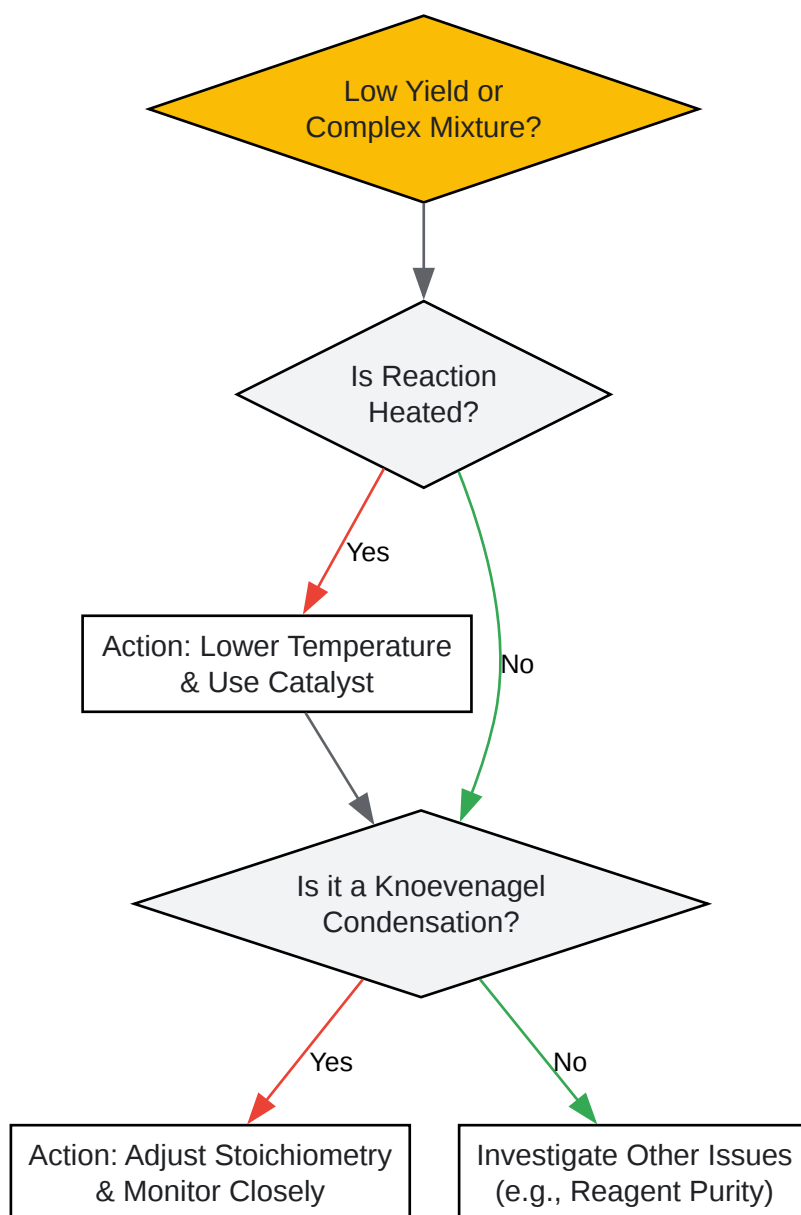 Low Yield or
Complex Mixture?
Is Reaction
Heated?
Yes
No
Action: Lower Temperature
& Use Catalyst
Is it a Knoevenagel
Condensation?
Yes
No
Action: Adjust Stoichiometry
& Monitor Closely
Investigate Other Issues
(e.g., Reagent Purity)